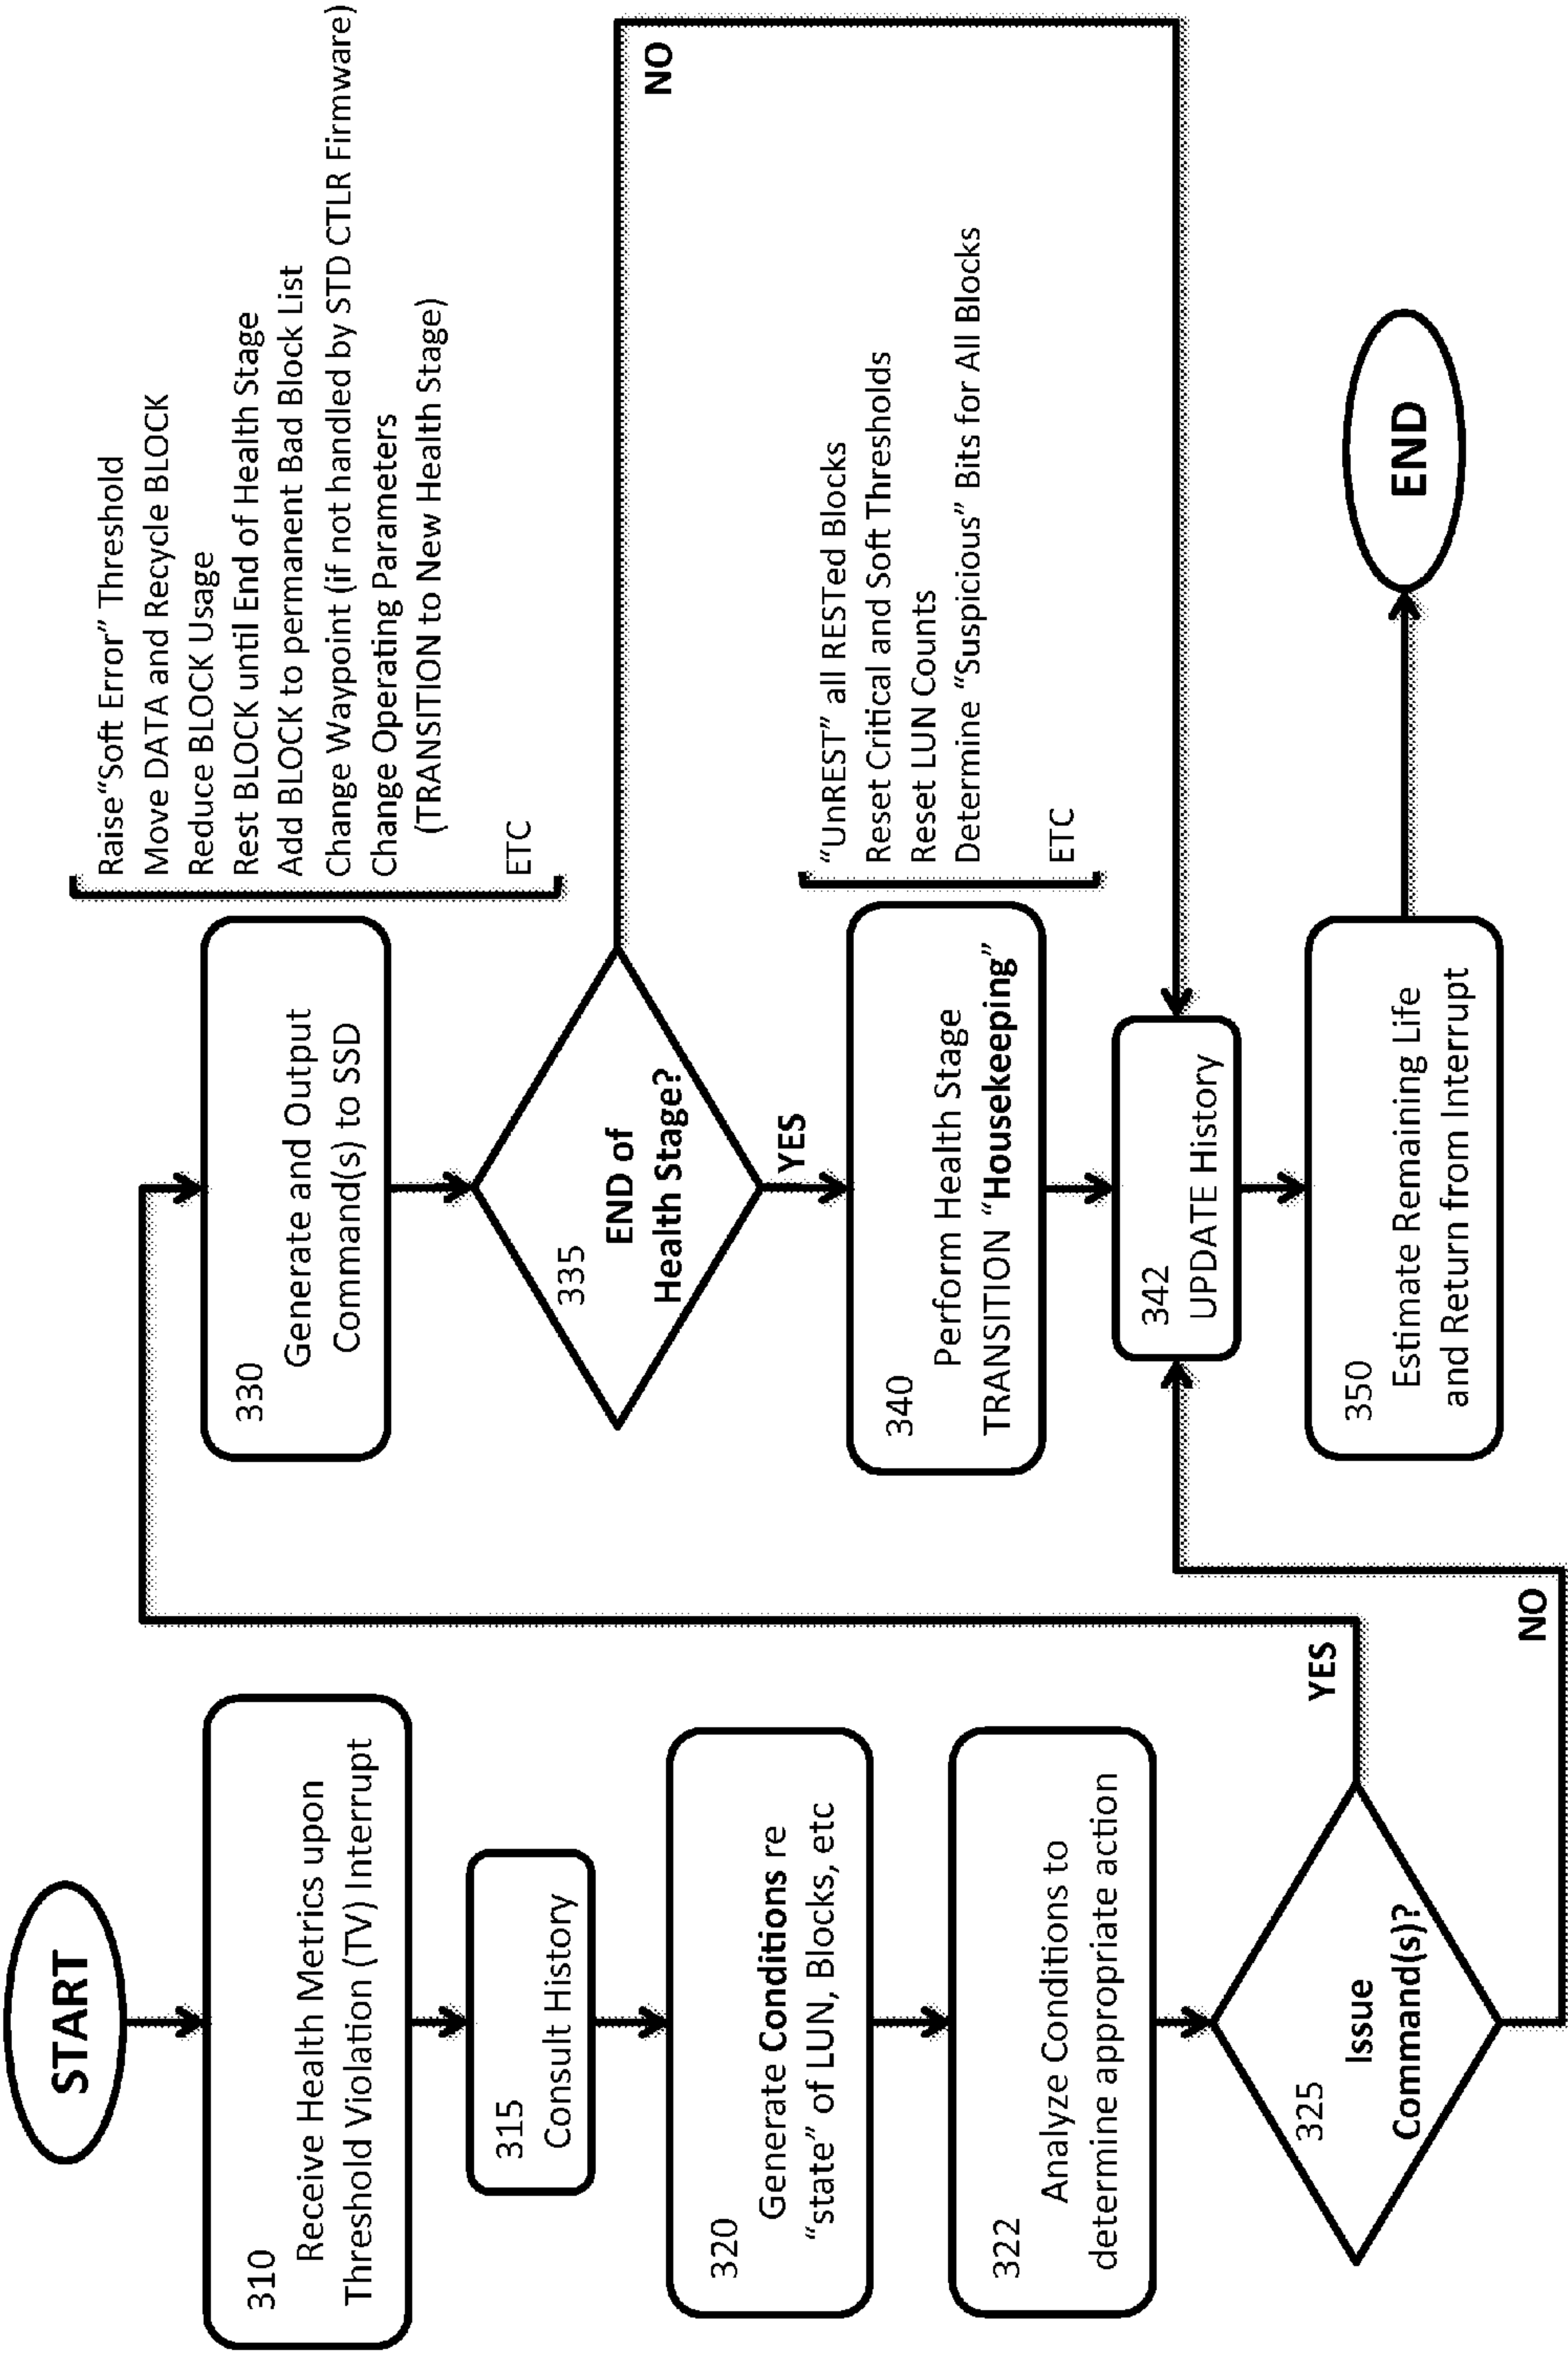 START
310
Receive Health Metrics upon
Threshold Violation (TV) Interrupt
315
Consult History
320
Generate Conditions re
“state” of LUN, Blocks, etc
322
Analyze Conditions to
determine appropriate action
325
Issue
Command(s)?
YES
NO
330
Generate and Output
Command(s) to SSD
Raise“Soft Error” Threshold
Move DATA and Recycle BLOCK
Reduce BLOCK Usage
Rest BLOCK until End of Health Stage
Add BLOCK to permanent Bad Block List
Change Waypoint (if not handled by STD CTLR Firmware)
Change Operating Parameters
(TRANSITION to New Health Stage)
ETC
335
END of
Health Stage?
NO
YES
340
Perform Health Stage
TRANSITION “Housekeeping”
“UnREST” all RESTed Blocks
Reset Critical and Soft Thresholds
Reset LUN Counts
Determine “Suspicious” Bits for All Blocks
ETC
342
UPDATE History
350
Estimate Remaining Life
and Return from Interrupt
END